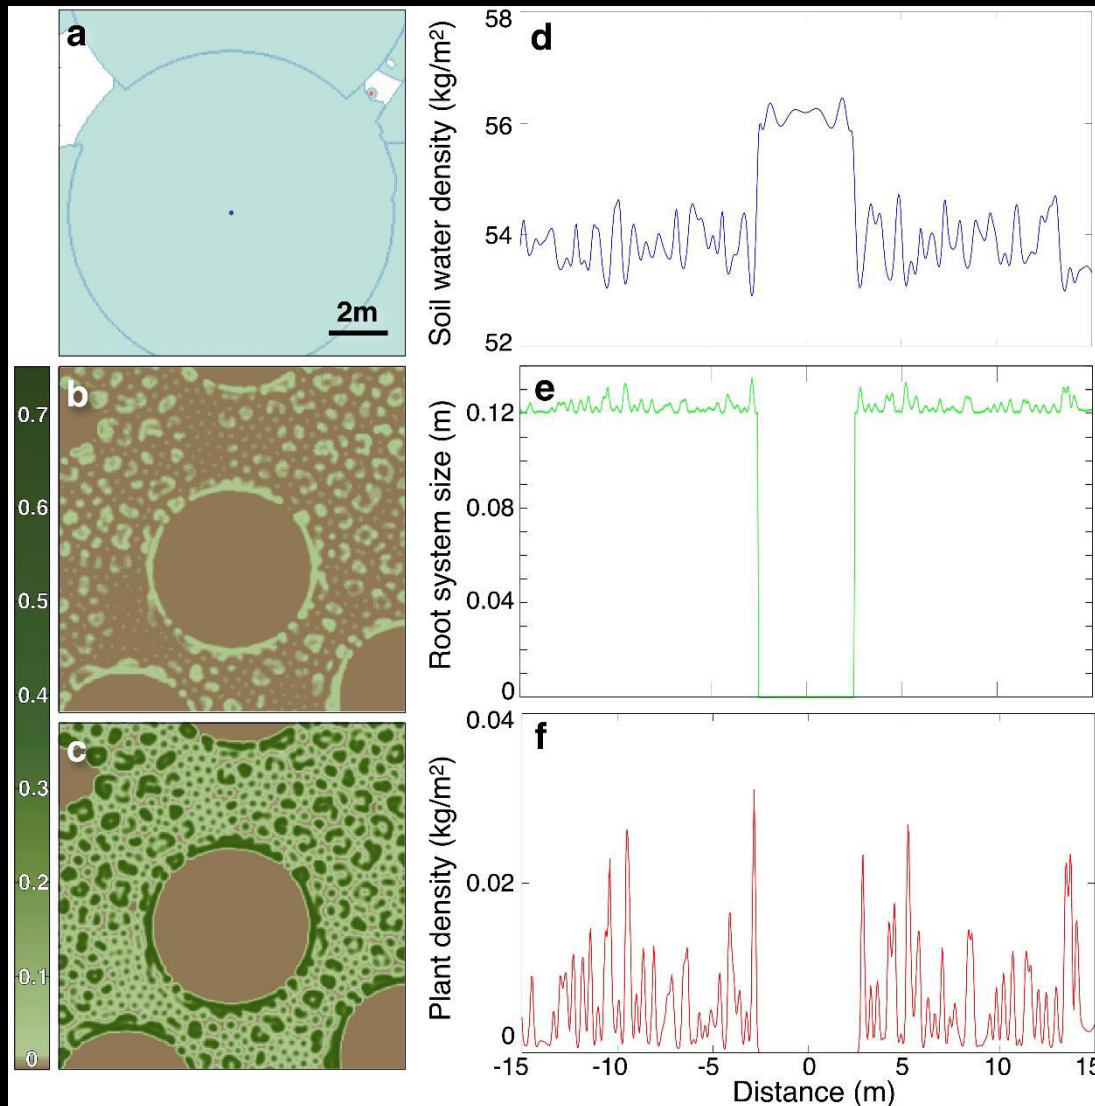 a
2m
b
c
0.7
0.6
0.5
0.4
0.3
0.2
0.1
0
d
Soil water density (kg/m²)
58
56
54
52
e
Root system size (m)
0.12
0.08
0.04
0
f
Plant density (kg/m²)
0.04
0.02
0
-15 -10 -5 0 5 10 15
Distance (m)